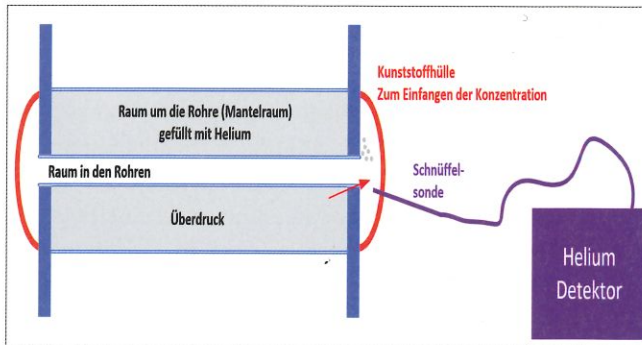 Kunststoffhülle
Zum Einfangen der Konzentration
Raum um die Rohre (Mantelraum)
gefüllt mit Helium
Raum in den Rohren
Schnüffel-
sonde
Überdruck
Helium
Detektor